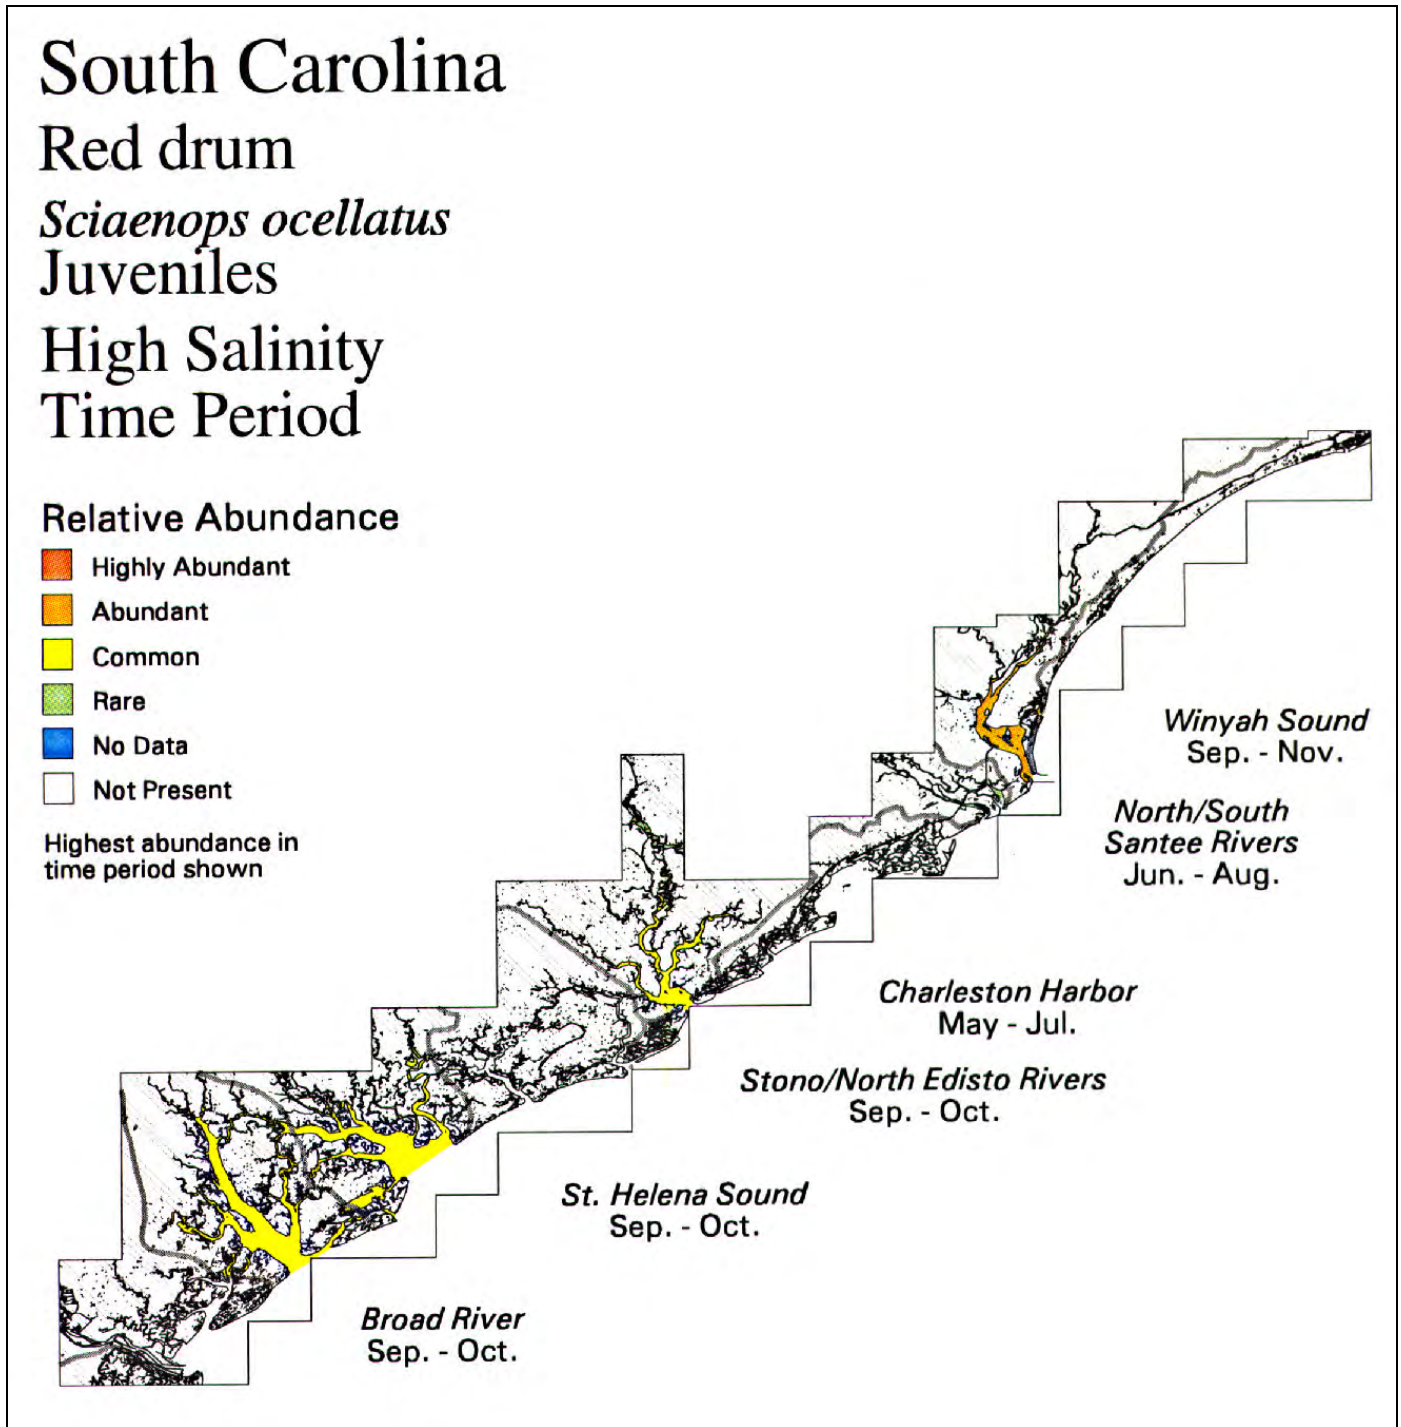 South Carolina
Red drum
Sciaenops ocellatus
Juveniles
High Salinity
Time Period
Relative Abundance
Highly Abundant
Abundant
Common
Rare
No Data
Not Present
Highest abundance in
time period shown
Winyah Sound
Sep. - Nov.
North/South
Santee Rivers
Jun. - Aug.
Charleston Harbor
May - Jul.
Stono/North Edisto Rivers
Sep. - Oct.
St. Helena Sound
Sep. - Oct.
Broad River
Sep. - Oct.